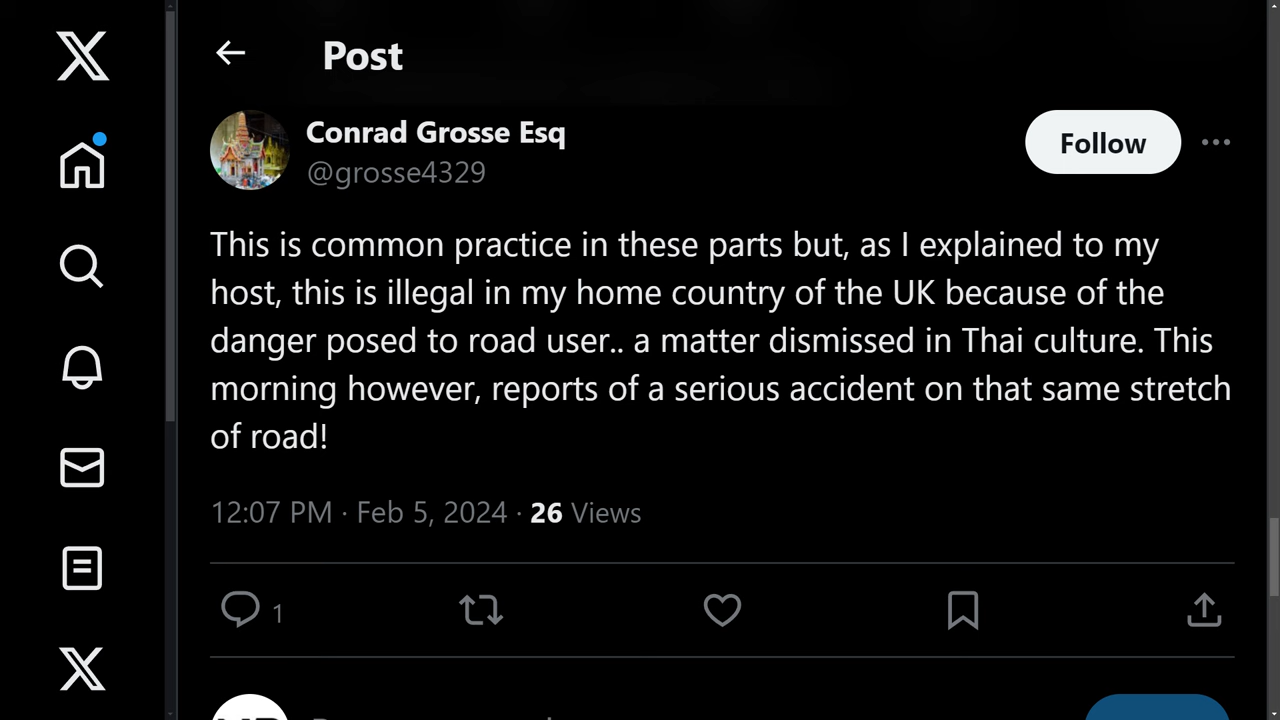 Post
Conrad Grosse Esq
@grosse4329
Follow
This is common practice in these parts but, as I explained to my
host, this is illegal in my home country of the UK because of the
danger posed to road user.. a matter dismissed in Thai culture. This
morning however, reports of a serious accident on that same stretch
of road!
12:07 PM · Feb 5, 2024 · 26 Views
1